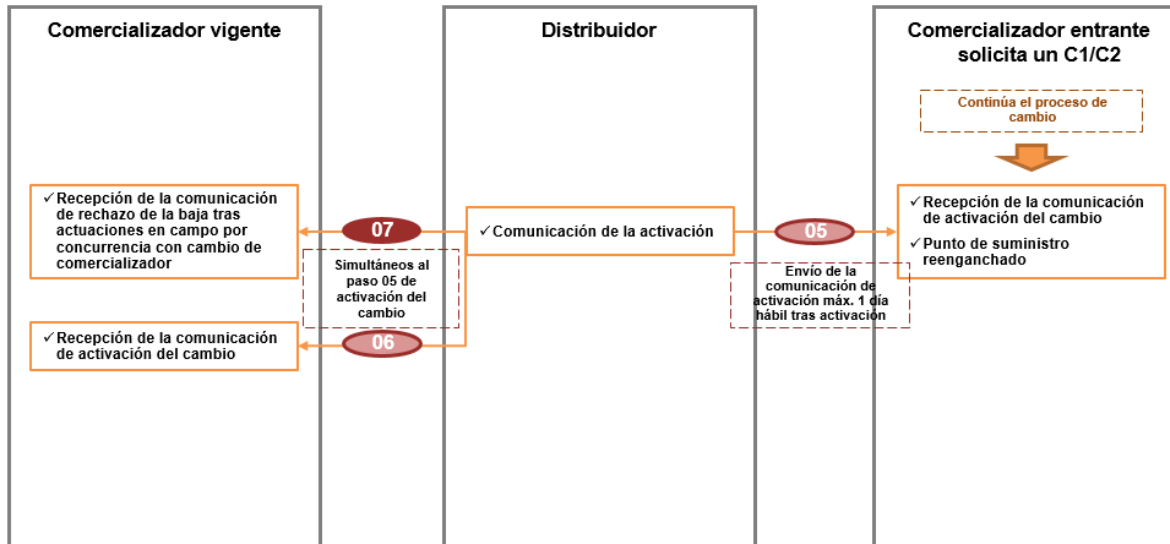 Comercializador vigente
Distribuidor
Comercializador entrante
solicita un C1/C2
Continúa el proceso de
cambio
✓Recepción de la comunicación
de rechazo de la baja tras
actuaciones en campo por
concurrencia con cambio de
comercializador
07
✓Comunicación de la activación
05
✓Recepción de la comunicación
de activación del cambio
✓Punto de suministro
reenganchado
Simultáneos al
paso 05 de
activación del
cambio
Envío de la
comunicación de
activación máx. 1 día
hábil tras activación
✓Recepción de la comunicación
de activación del cambio
06